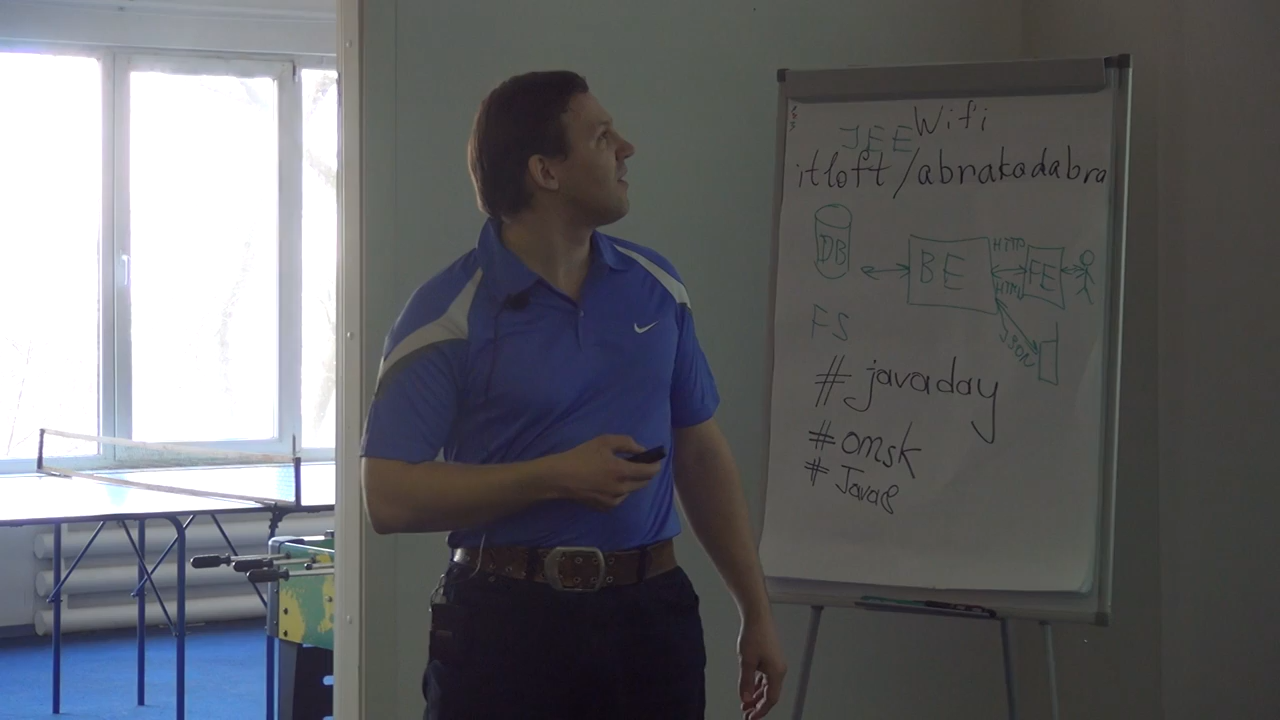 Wifi
JEE
itloft/abrakadabra
DB
BE
HTTP
FE
HTML
JSON
FS
#javaday
#omsk
#Java8